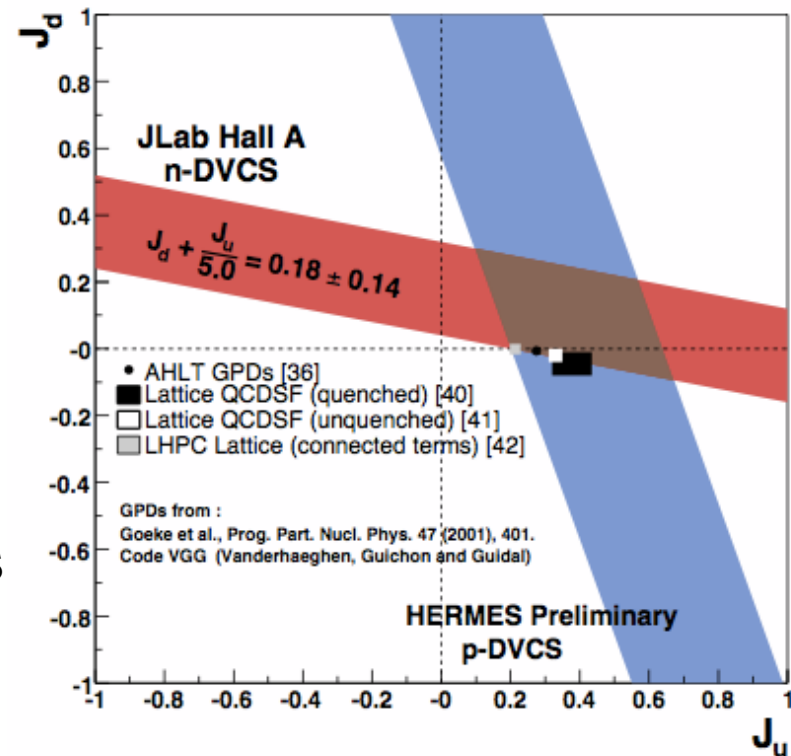 J_d
1
0.8
0.6
0.4
0.2
-0
-0.2
-0.4
-0.6
-0.8
-1
JLab Hall A
n-DVCS
J_d + J_u/5.0 = 0.18 ± 0.14
AHLT GPDs [36]
Lattice QCDSF (quenched) [40]
Lattice QCDSF (unquenched) [41]
LHPC Lattice (connected terms) [42]
GPDs from :
Goeke et al., Prog. Part. Nucl. Phys. 47 (2001), 401.
Code VGG (Vanderhaeghen, Guichon and Guidal)
S
HERMES Preliminary
p-DVCS
-1 -0.8 -0.6 -0.4 -0.2 -0 0.2 0.4 0.6 0.8 1
J_u